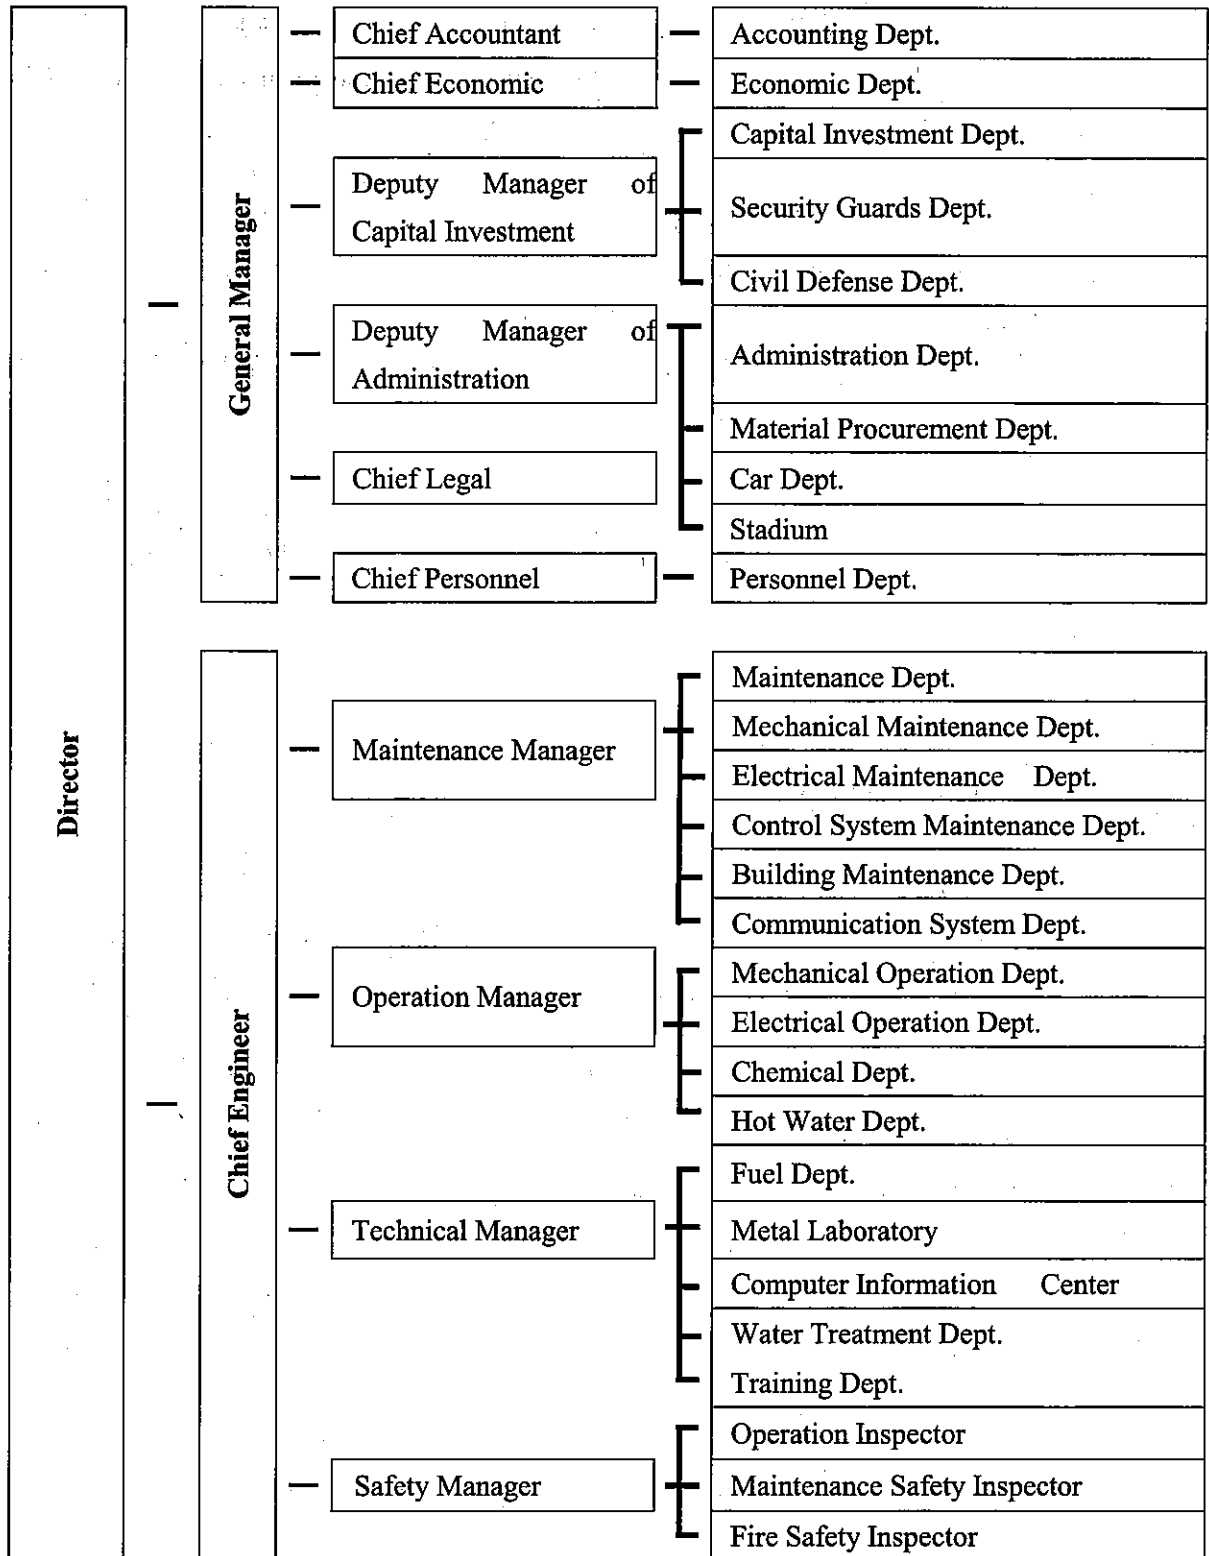 Chief Accountant
Accounting Dept.
Chief Economic
Economic Dept.
Capital Investment Dept.
Deputy Manager of
Capital Investment
Security Guards Dept.
Civil Defense Dept.
General Manager
Deputy Manager of
Administration
Administration Dept.
Material Procurement Dept.
Chief Legal
Car Dept.
Stadium
Chief Personnel
Personnel Dept.
Director
Maintenance Dept.
Maintenance Manager
Mechanical Maintenance Dept.
Electrical Maintenance Dept.
Control System Maintenance Dept.
Building Maintenance Dept.
Communication System Dept.
Chief Engineer
Operation Manager
Mechanical Operation Dept.
Electrical Operation Dept.
Chemical Dept.
Hot Water Dept.
Fuel Dept.
Technical Manager
Metal Laboratory
Computer Information Center
Water Treatment Dept.
Training Dept.
Operation Inspector
Safety Manager
Maintenance Safety Inspector
Fire Safety Inspector